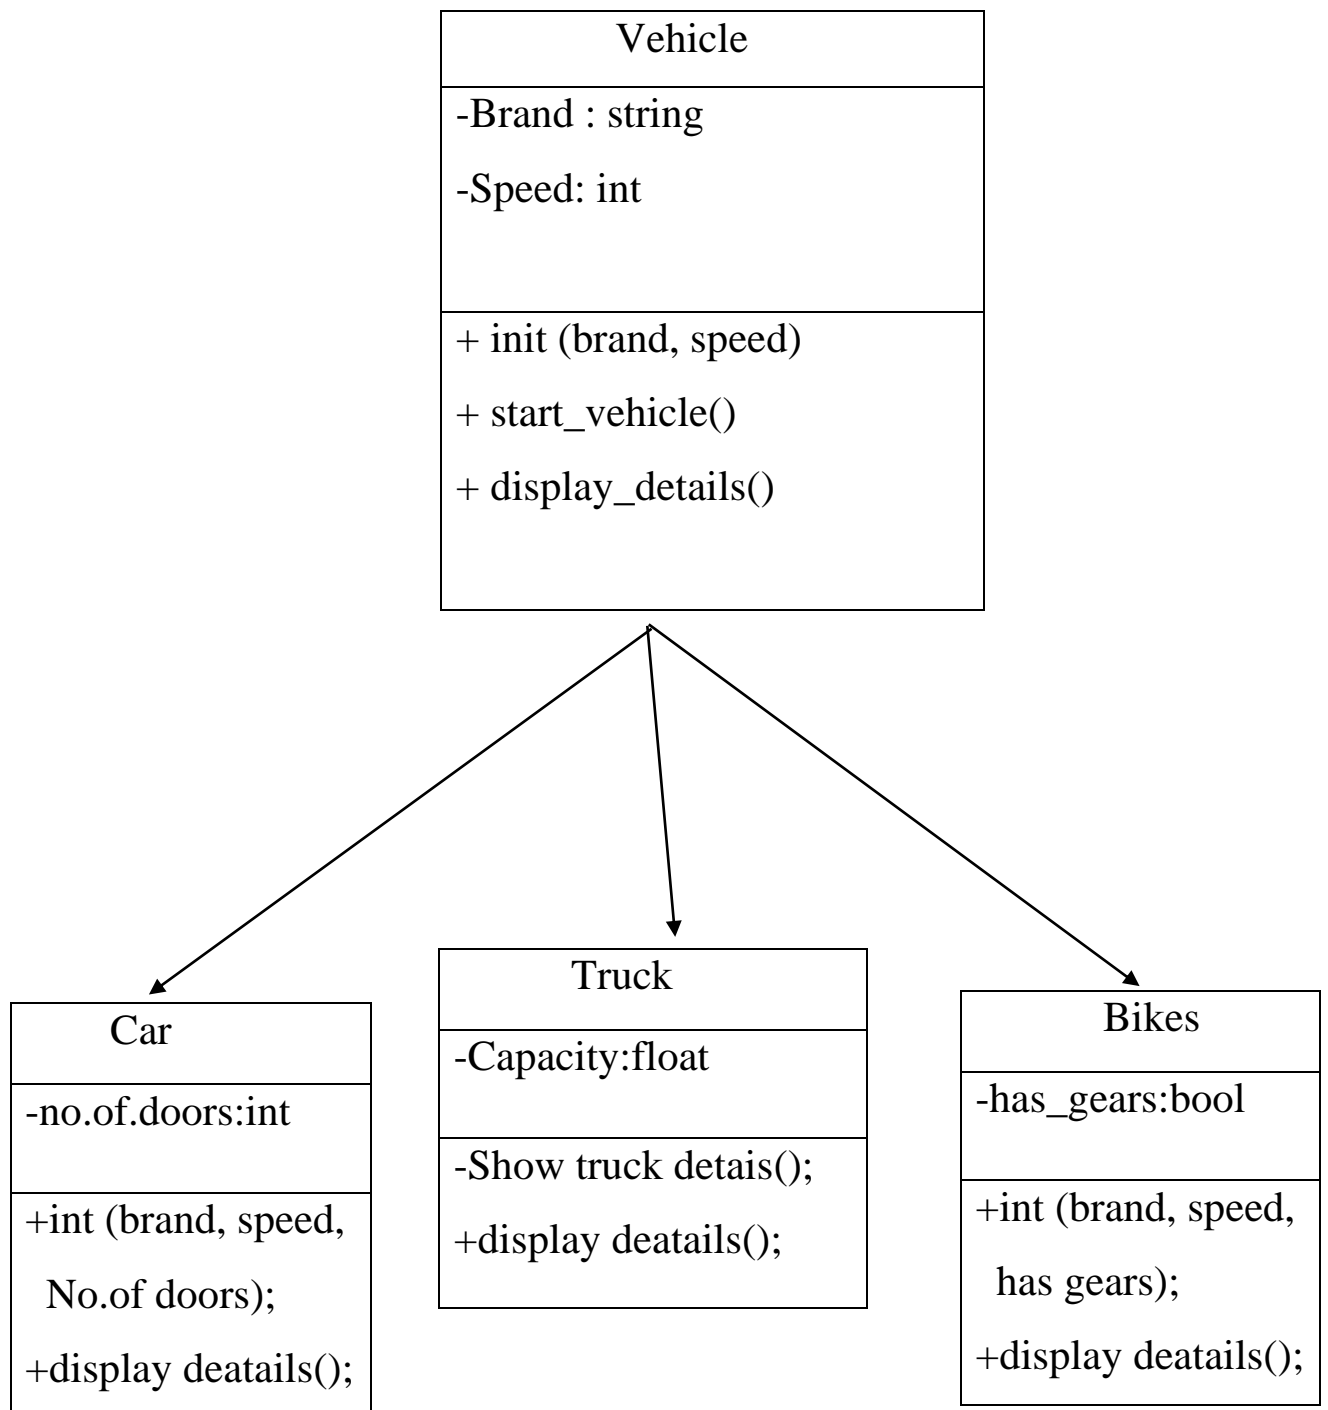 Vehicle
-Brand : string
-Speed: int
+ init (brand, speed)
+ start_vehicle()
+ display_details()
Car
-no.of.doors:int
+int (brand, speed,
No.of doors);
+display deatails();
Truck
-Capacity:float
-Show truck detais();
+display deatails();
Bikes
-has_gears:bool
+int (brand, speed,
has gears);
+display deatails();